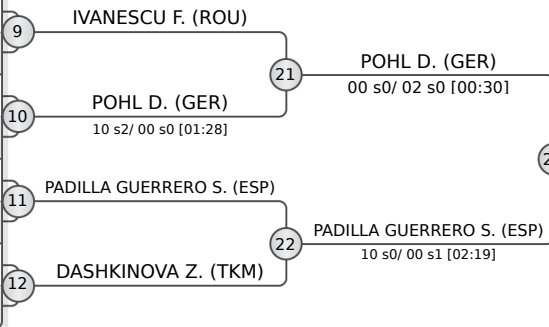 IVANESCU F. (ROU)
9
21
POHL D. (GER)
00 s0/ 02 s0 [00:30]
POHL D. (GER)
10
10 s2/ 00 s0 [01:28]
2
PADILLA GUERRERO S. (ESP)
11
22
PADILLA GUERRERO S. (ESP)
10 s0/ 00 s1 [02:19]
DASHKINOVA Z. (TKM)
12